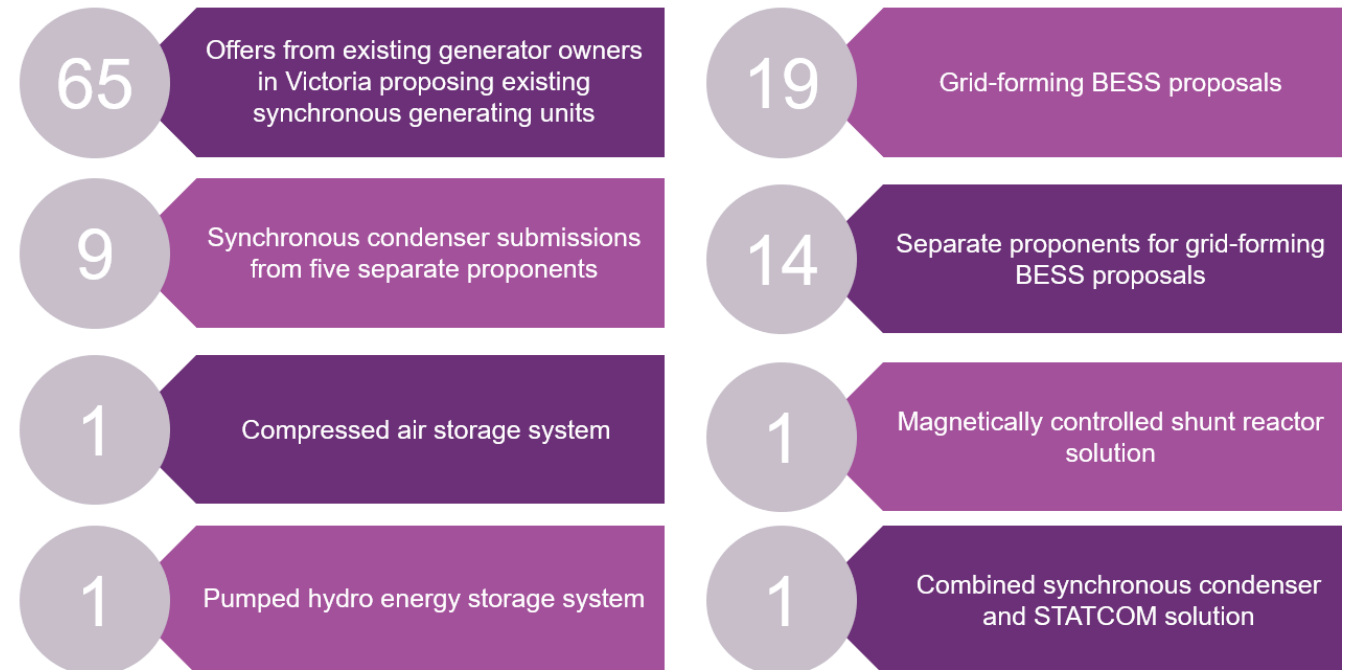 65
Offers from existing generator owners
in Victoria proposing existing
synchronous generating units
19
Grid-forming BESS proposals
9
Synchronous condenser submissions
from five separate proponents
14
Separate proponents for grid-forming
BESS proposals
1
Compressed air storage system
1
Magnetically controlled shunt reactor
solution
1
Pumped hydro energy storage system
1
Combined synchronous condenser
and STATCOM solution